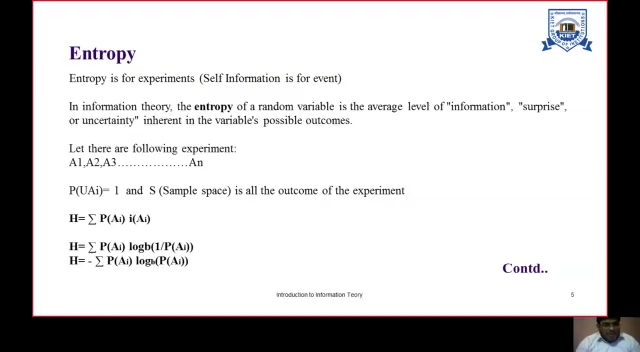 Entropy
Entropy is for experiments (Self Information is for event)
In information theory, the entropy of a random variable is the average level of "information", "surprise",
or uncertainty" inherent in the variable's possible outcomes.
Let there are following experiment:
A1,A2,A3………………An
P(UAi)= 1 and S (Sample space) is all the outcome of the experiment
H= ∑ P(Ai) i(Ai)
H= ∑ P(Ai) logb(1/P(Ai))
H= - ∑ P(Ai) logb(P(Ai))
Contd..
Introduction to Information Teory
5
KIET